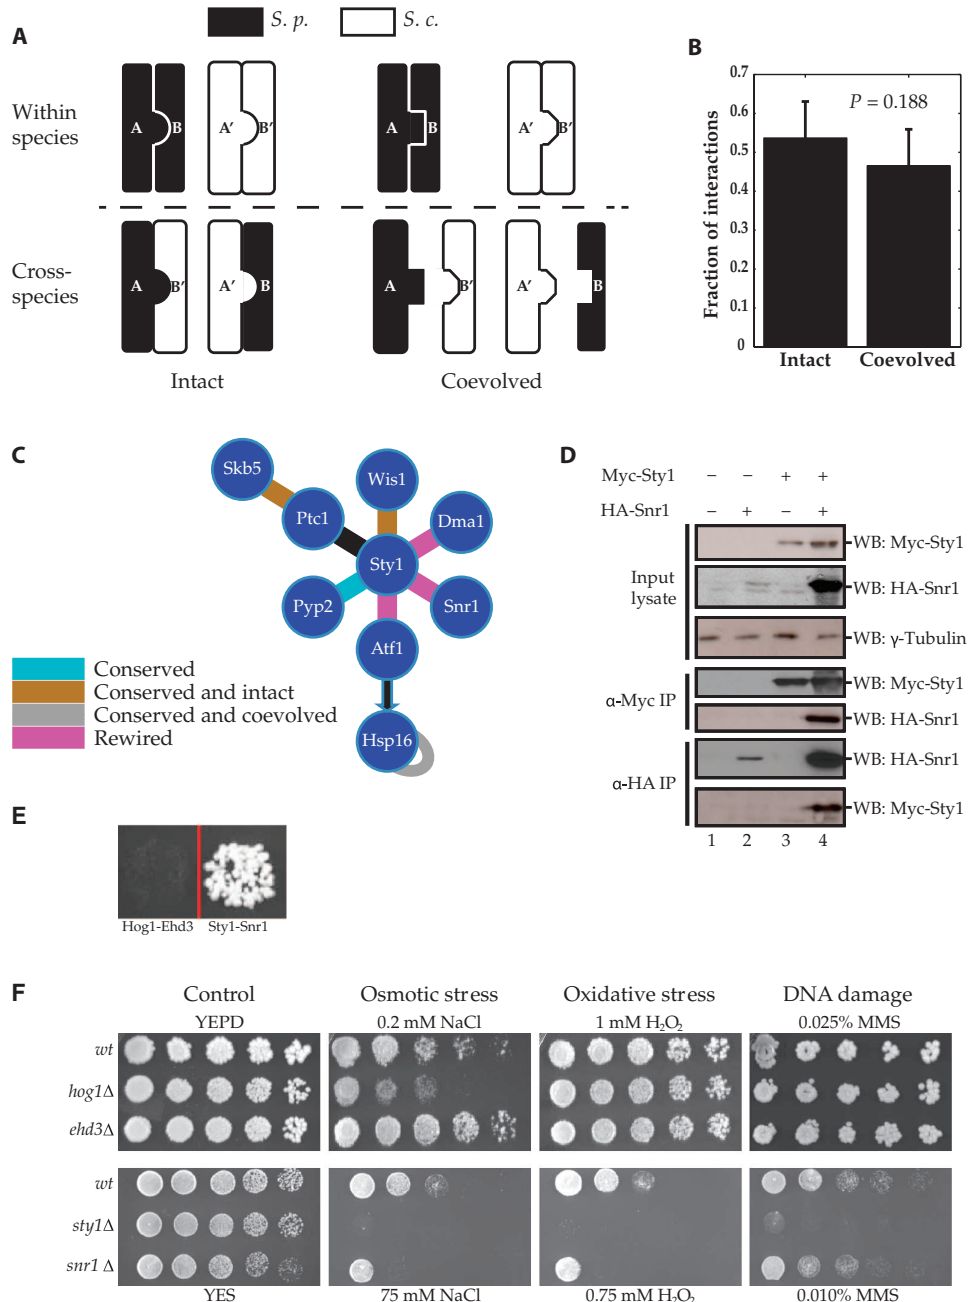 A
S. p.
S. c.
Within
species
A
B
A'
B'
A
B
A'
B'
Cross-
species
A
B'
A'
B
A
B'
A'
B
Intact
Coevolved
B
Fraction of interactions
0.7
0.6
0.5
0.4
0.3
0.2
0.1
0
P = 0.188
Intact
Coevolved
C
Skb5
Ptc1
Wis1
Dma1
Sty1
Pyp2
Snr1
Atf1
Hsp16
Conserved
Conserved and intact
Conserved and coevolved
Rewired
D
Myc-Sty1 – – + +
HA-Snr1 – + – +
Input
lysate
WB: Myc-Sty1
WB: HA-Snr1
WB: γ-Tubulin
α-Myc IP
WB: Myc-Sty1
WB: HA-Snr1
α-HA IP
WB: HA-Snr1
WB: Myc-Sty1
1 2 3 4
E
Hog1-Ehd3
Sty1-Snr1
F
Control
YEPD
Osmotic stress
0.2 mM NaCl
Oxidative stress
1 mM H₂O₂
DNA damage
0.025% MMS
wt
hog1Δ
ehd3Δ
wt
sty1Δ
snr1 Δ
YES
75 mM NaCl
0.75 mM H₂O₂
0.010% MMS